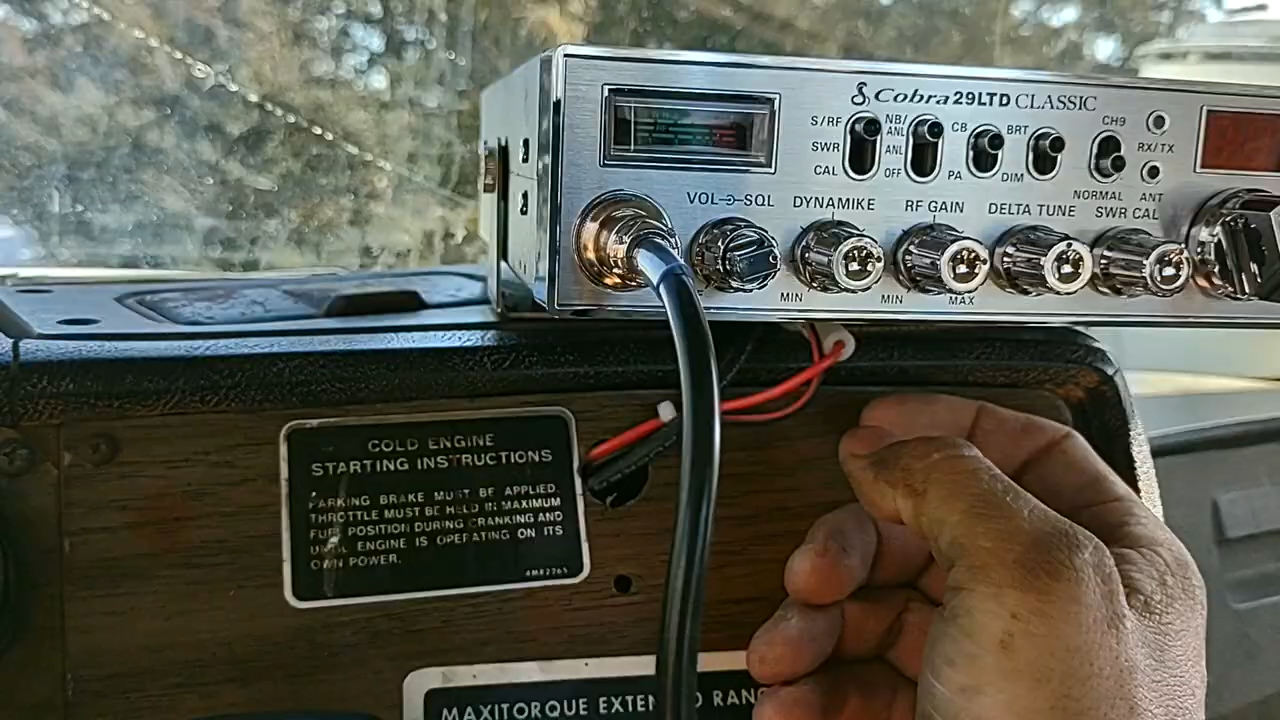 Cobra 29LTD CLASSIC
S/RF
SWR
CAL
NB/
ANL
ANL
OFF
CB
PA
BRT
DIM
CH9
NORMAL
RX/TX
ANT
SWR CAL
VOL SQL
DYNAMIKE
RF GAIN
DELTA TUNE
MIN
MIN
MAX
COLD ENGINE
STARTING INSTRUCTIONS
PARKING BRAKE MUST BE APPLIED.
THROTTLE MUST BE HELD IN MAXIMUM
FUEL POSITION DURING CRANKING AND
UNTIL ENGINE IS OPERATING ON ITS
OWN POWER.
4MR2265
MAXITORQUE EXTEN D RANG